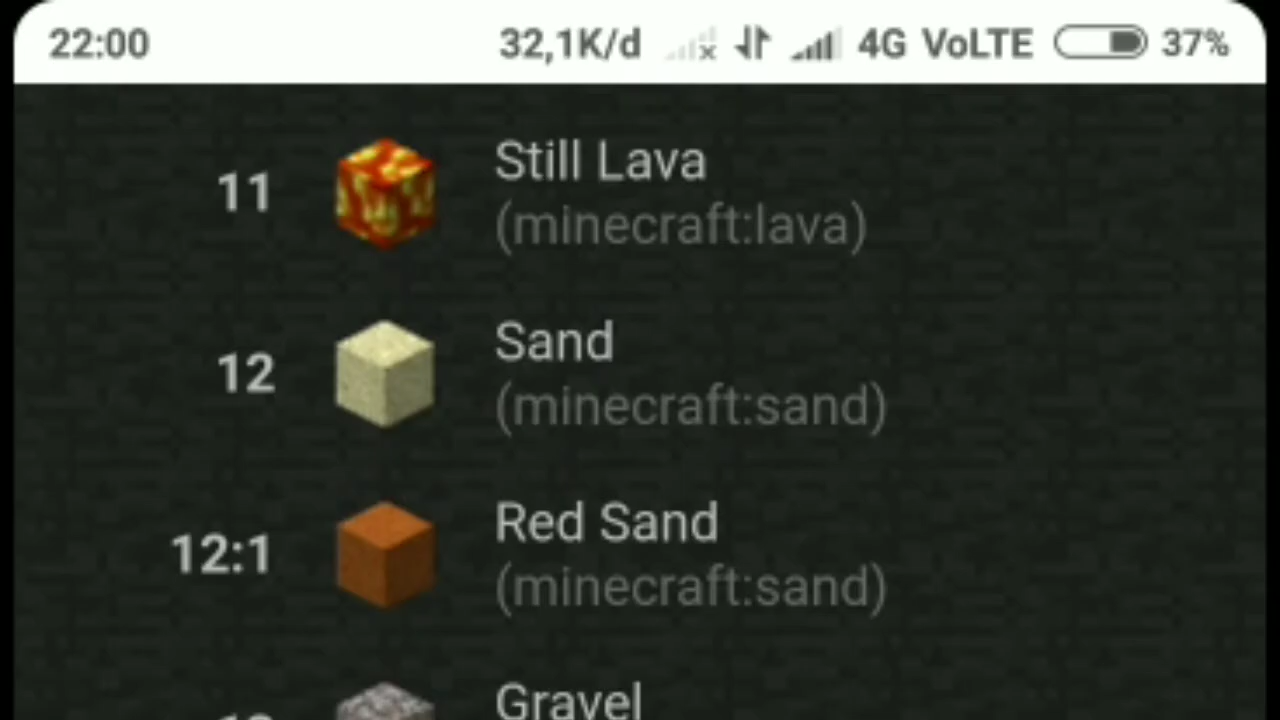 22:00 32,1K/d 4G VoLTE 37%
11 Still Lava
(minecraft:lava)
12 Sand
(minecraft:sand)
12:1 Red Sand
(minecraft:sand)
Gravel